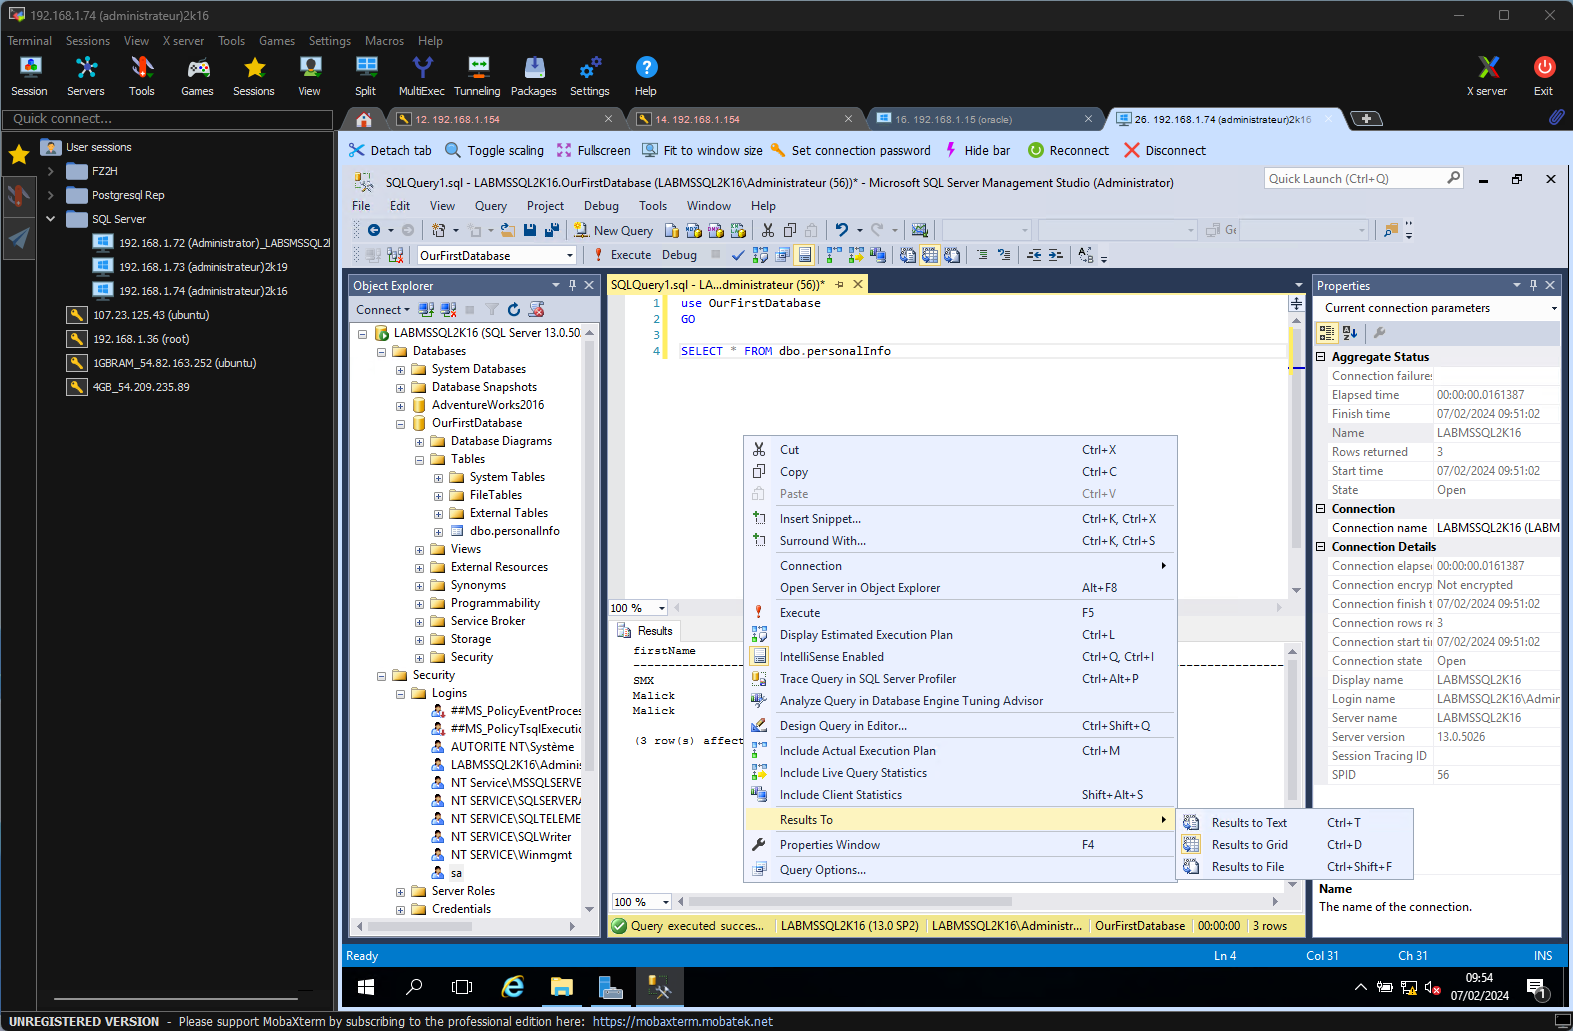 192.168.1.74 (administrateur)2k16
Terminal Sessions View X server Tools Games Settings Macros Help
Session Servers Tools Games Sessions View Split MultiExec Tunneling Packages Settings Help X server Exit
Quick connect...
12. 192.168.1.154
14. 192.168.1.154
16. 192.168.1.15 (oracle)
26. 192.168.1.74 (administrateur)2k16
User sessions
FZ2H
Postgresql Rep
SQL Server
192.168.1.72 (Administrator)_LABSMSSQL2
192.168.1.73 (administrateur)2k19
192.168.1.74 (administrateur)2k16
107.23.125.43 (ubuntu)
192.168.1.36 (root)
1GBRAM_54.82.163.252 (ubuntu)
4GB_54.209.235.89
Detach tab Toggle scaling Fullscreen Fit to window size Set connection password Hide bar Reconnect Disconnect
SQLQuery1.sql - LABMSSQL2K16.OurFirstDatabase (LABMSSQL2K16\Administrateur (56))* - Microsoft SQL Server Management Studio (Administrator)
Quick Launch (Ctrl+Q)
File Edit View Query Project Debug Tools Window Help
New Query
MDX DMX XMLA
Ge
OurFirstDatabase
Execute Debug
Object Explorer
Connect
LABMSSQL2K16 (SQL Server 13.0.50
Databases
System Databases
Database Snapshots
AdventureWorks2016
OurFirstDatabase
Database Diagrams
Tables
System Tables
FileTables
External Tables
dbo.personalInfo
Views
External Resources
Synonyms
Programmability
Service Broker
Storage
Security
Security
Logins
##MS_PolicyEventProces
##MS_PolicyTsqlExecutio
AUTORITE NT\Système
LABMSSQL2K16\Adminis
NT Service\MSSQLSERVE
NT SERVICE\SQLSERVERA
NT SERVICE\SQLTELEME
NT SERVICE\SQLWriter
NT SERVICE\Winmgmt
sa
Server Roles
Credentials
SQLQuery1.sql - LA...dministrateur (56))*
1 use OurFirstDatabase
2 GO
3
4 SELECT * FROM dbo.personalInfo
100 %
Results
firstName
SMX
Malick
Malick
(3 row(s) affect
100 %
Cut Ctrl+X
Copy Ctrl+C
Paste Ctrl+V
Insert Snippet... Ctrl+K, Ctrl+X
Surround With... Ctrl+K, Ctrl+S
Connection
Open Server in Object Explorer Alt+F8
Execute F5
Display Estimated Execution Plan Ctrl+L
IntelliSense Enabled Ctrl+Q, Ctrl+I
Trace Query in SQL Server Profiler Ctrl+Alt+P
Analyze Query in Database Engine Tuning Advisor
Design Query in Editor... Ctrl+Shift+Q
Include Actual Execution Plan Ctrl+M
Include Live Query Statistics
Include Client Statistics Shift+Alt+S
Results To
Properties Window F4
Query Options...
Results to Text Ctrl+T
Results to Grid Ctrl+D
Results to File Ctrl+Shift+F
Properties
Current connection parameters
Aggregate Status
Connection failures
Elapsed time 00:00:00.0161387
Finish time 07/02/2024 09:51:02
Name LABMSSQL2K16
Rows returned 3
Start time 07/02/2024 09:51:02
State Open
Connection
Connection name LABMSSQL2K16 (LABM
Connection Details
Connection elapse 00:00:00.0161387
Connection encryp Not encrypted
Connection finish t 07/02/2024 09:51:02
Connection rows re 3
Connection start ti 07/02/2024 09:51:02
Connection state Open
Display name LABMSSQL2K16
Login name LABMSSQL2K16\Admir
Server name LABMSSQL2K16
Server version 13.0.5026
Session Tracing ID
SPID 56
Name
The name of the connection.
Query executed succes... LABMSSQL2K16 (13.0 SP2) LABMSSQL2K16\Administr... OurFirstDatabase 00:00:00 3 rows
Ready Ln 4 Col 31 Ch 31 INS
09:54
07/02/2024
1
UNREGISTERED VERSION - Please support MobaXterm by subscribing to the professional edition here: https://mobaxterm.mobatek.net